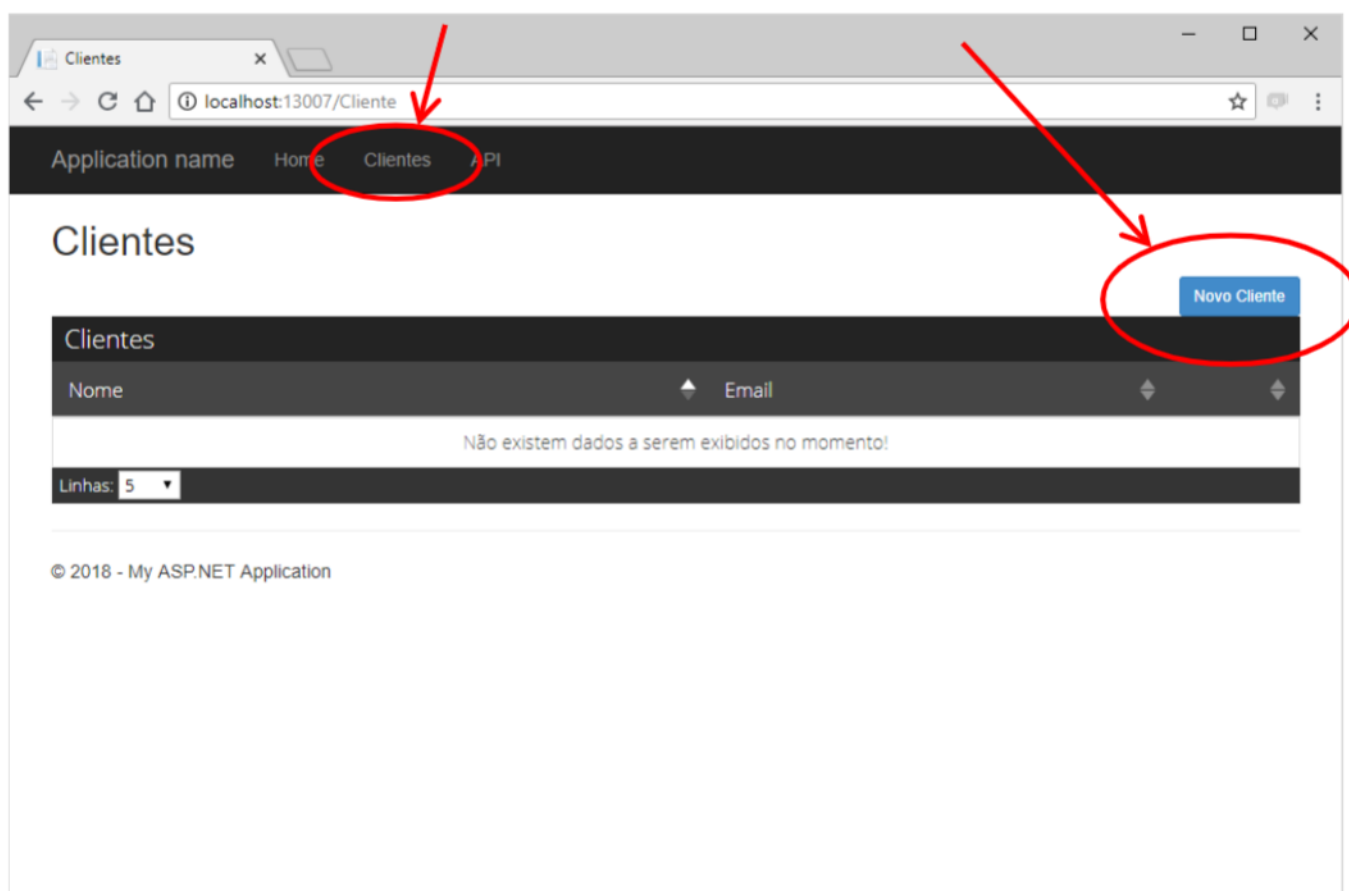 Clientes
localhost:13007/Cliente
Application name Home Clientes API
Clientes
Novo Cliente
Clientes
Nome Email
Não existem dados a serem exibidos no momento!
Linhas: 5
© 2018 - My ASP.NET Application